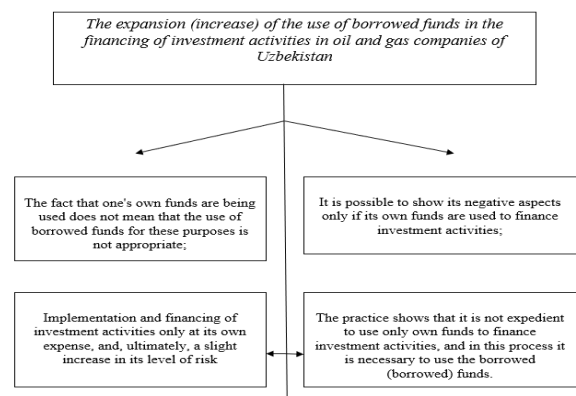 The expansion (increase) of the use of borrowed funds in the
financing of investment activities in oil and gas companies of
Uzbekistan
The fact that one's own funds are being
used does not mean that the use of
borrowed funds for these purposes is
not appropriate;
It is possible to show its negative aspects
only if its own funds are used to finance
investment activities;
Implementation and financing of
investment activities only at its own
expense, and, ultimately, a slight
increase in its level of risk
The practice shows that it is not expedient
to use only own funds to finance
investment activities, and in this process it
is necessary to use the borrowed
(borrowed) funds.